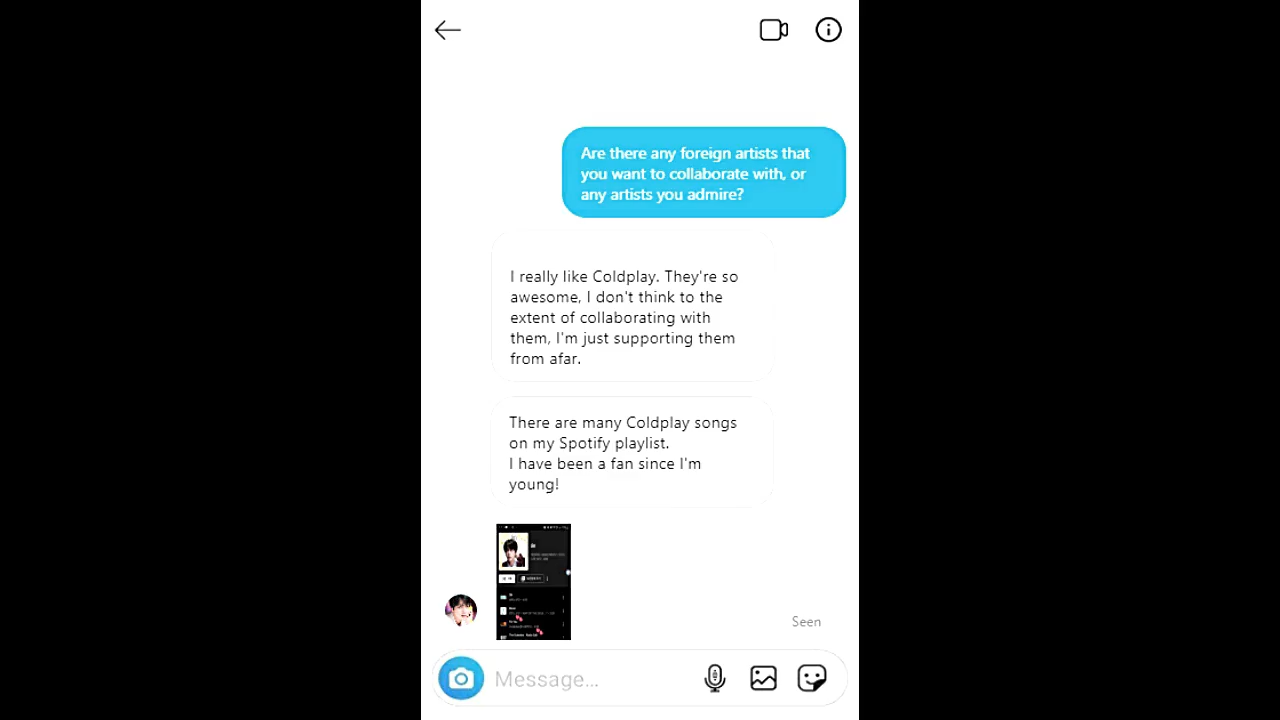 Are there any foreign artists that
you want to collaborate with, or
any artists you admire?
I really like Coldplay. They're so
awesome, I don't think to the
extent of collaborating with
them, I'm just supporting them
from afar.
There are many Coldplay songs
on my Spotify playlist.
I have been a fan since I'm
young!
Seen
Message...